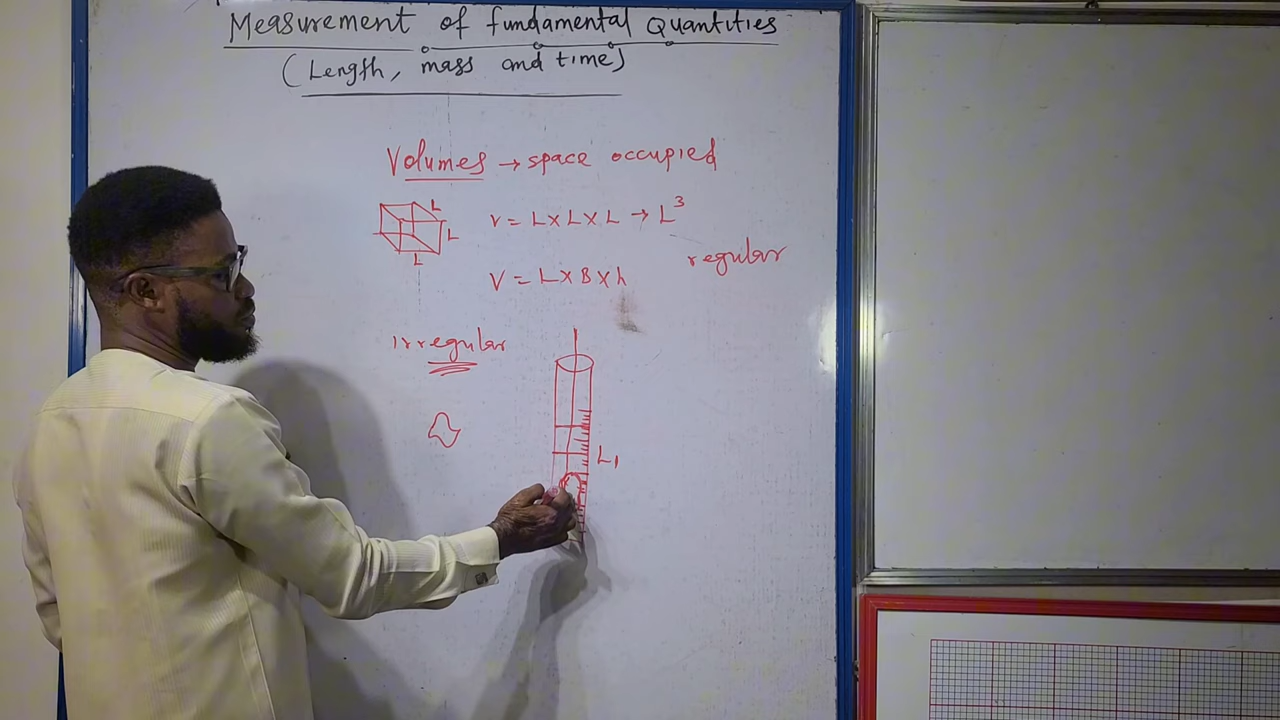 Measurement of fundamental Quantities
(Length, mass and time)
Volumes → space occupied
L
L
L
V = L x L x L → L³
regular
V = L x B x h
Irregular
L₁